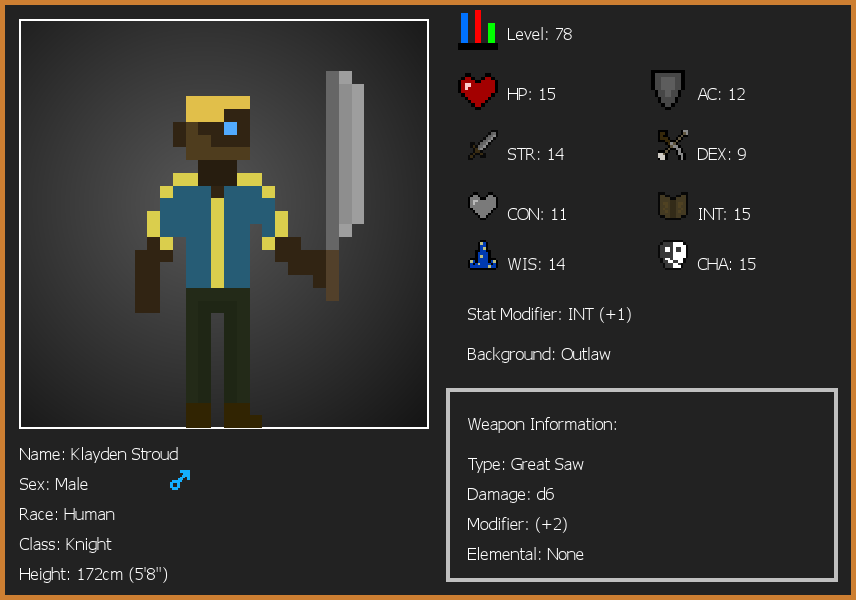 Level: 78
HP: 15
AC: 12
STR: 14
DEX: 9
CON: 11
INT: 15
WIS: 14
CHA: 15
Stat Modifier: INT (+1)
Background: Outlaw
Weapon Information:
Type: Great Saw
Damage: d6
Modifier: (+2)
Elemental: None
Name: Klayden Stroud
Sex: Male
Race: Human
Class: Knight
Height: 172cm (5'8")